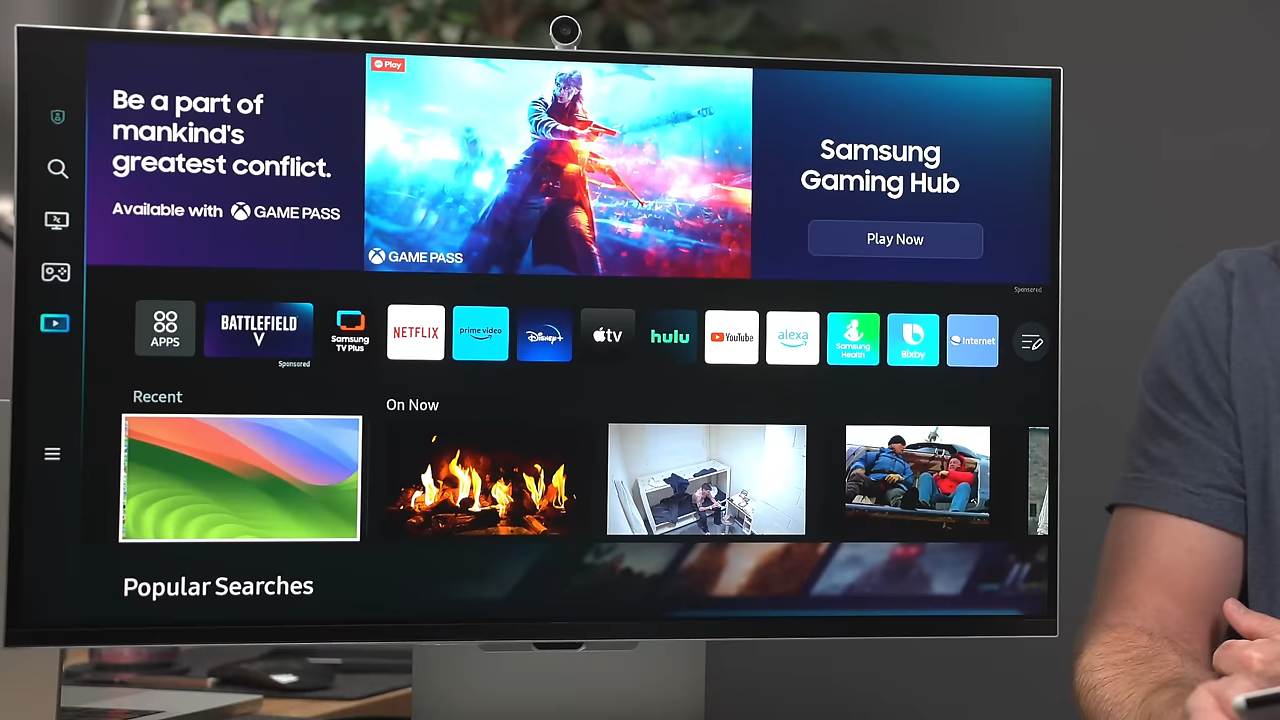 Be a part of
mankind's
greatest conflict.
Available with GAME PASS
Play
GAME PASS
Samsung
Gaming Hub
Play Now
Sponsored
APPS
BATTLEFIELD
V
Sponsored
Samsung
TV Plus
NETFLIX
prime video
Disney+
tv
hulu
YouTube
alexa
Samsung
Health
Bixby
Internet
Recent
On Now
Popular Searches